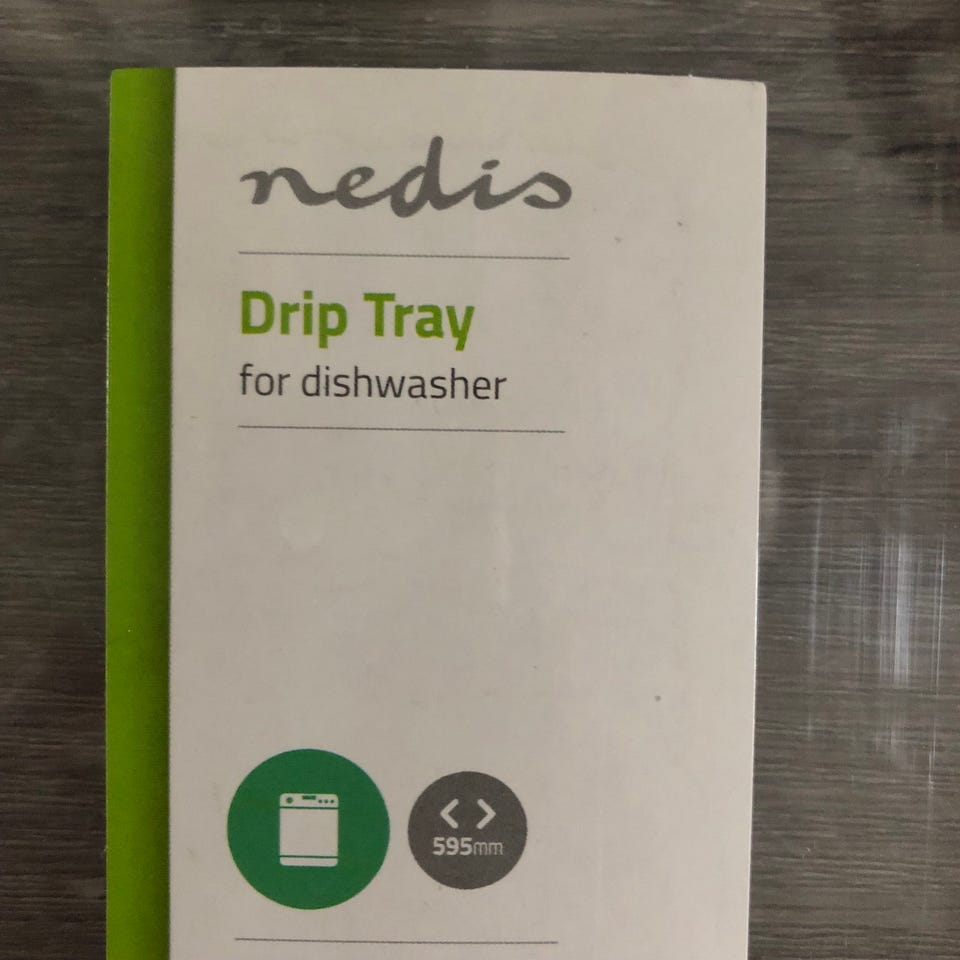 nedis
Drip Tray
for dishwasher
595mm